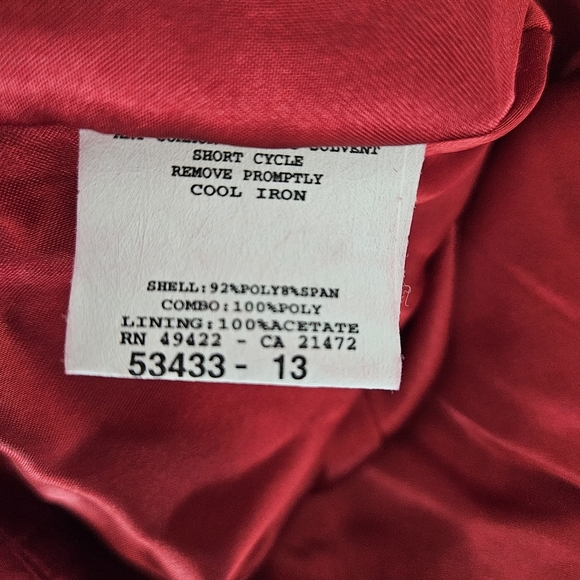 SOLVENT
SHORT CYCLE
REMOVE PROMPTLY
COOL IRON
SHELL:92%POLY8%SPAN
COMBO:100%POLY
LINING:100%ACETATE
RN 49422 - CA 21472
53433 - 13